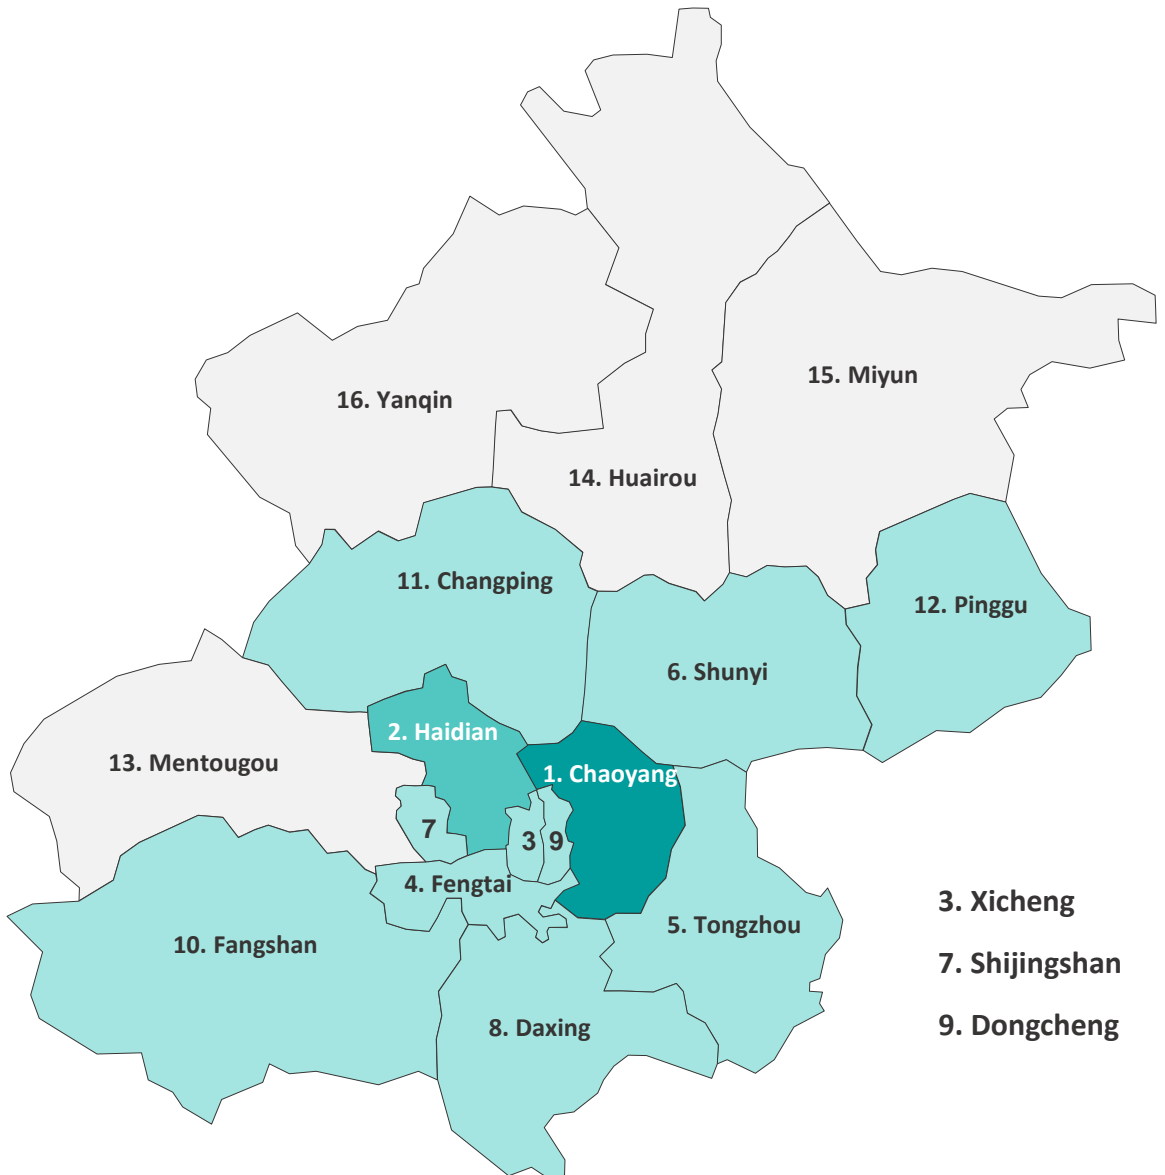 16. Yanqin
15. Miyun
14. Huairou
11. Changping
12. Pinggu
6. Shunyi
2. Haidian
13. Mentougou
1. Chaoyang
7
3
9
4. Fengtai
3. Xicheng
5. Tongzhou
10. Fangshan
7. Shijingshan
8. Daxing
9. Dongcheng